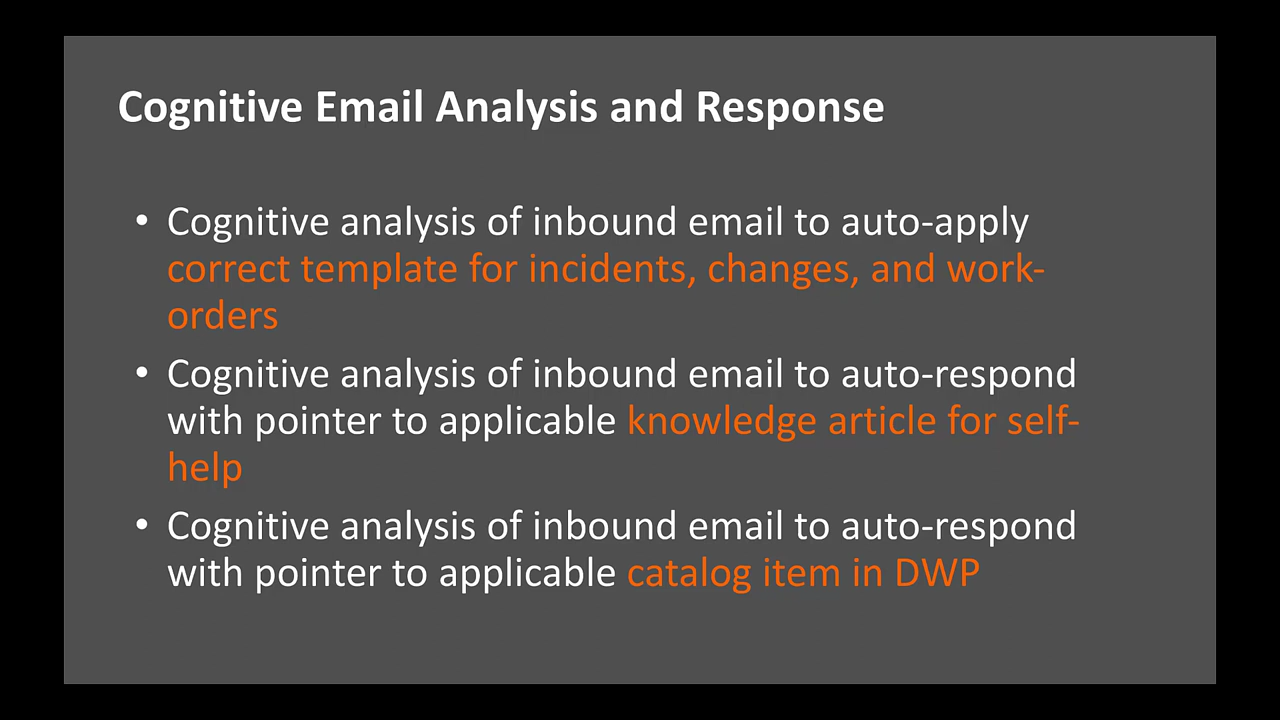 Cognitive Email Analysis and Response
• Cognitive analysis of inbound email to auto-apply
correct template for incidents, changes, and work-
orders
• Cognitive analysis of inbound email to auto-respond
with pointer to applicable knowledge article for self-
help
• Cognitive analysis of inbound email to auto-respond
with pointer to applicable catalog item in DWP